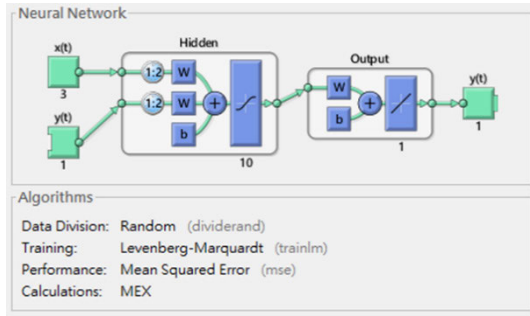 Neural Network
Hidden
Output
x(t)
3
1:2
W
y(t)
1
1:2
W
b
+
10
W
b
+
1
y(t)
1
Algorithms
Data Division: Random (dividerand)
Training: Levenberg-Marquardt (trainlm)
Performance: Mean Squared Error (mse)
Calculations: MEX